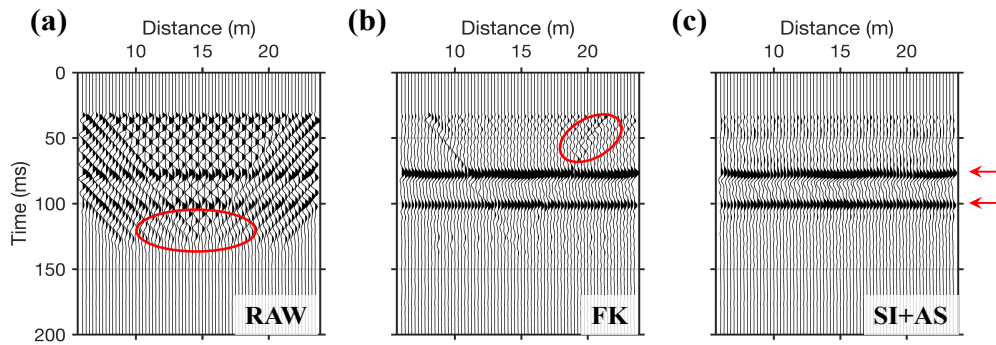 (a)
Distance (m)
10 15 20
0
50
100
150
200
Time (ms)
RAW
(b)
Distance (m)
10 15 20
FK
(c)
Distance (m)
10 15 20
SI+AS